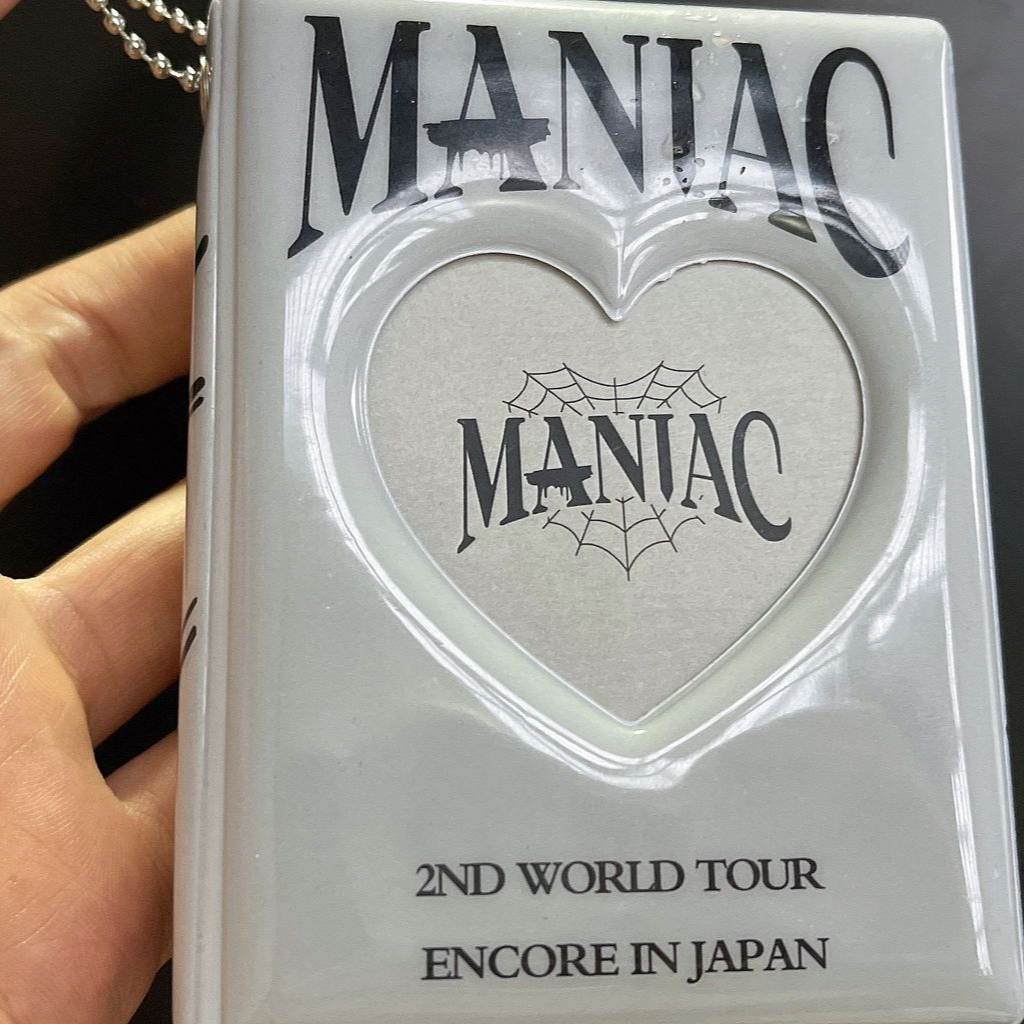 MANIAC
MANIAC
2ND WORLD TOUR
ENCORE IN JAPAN